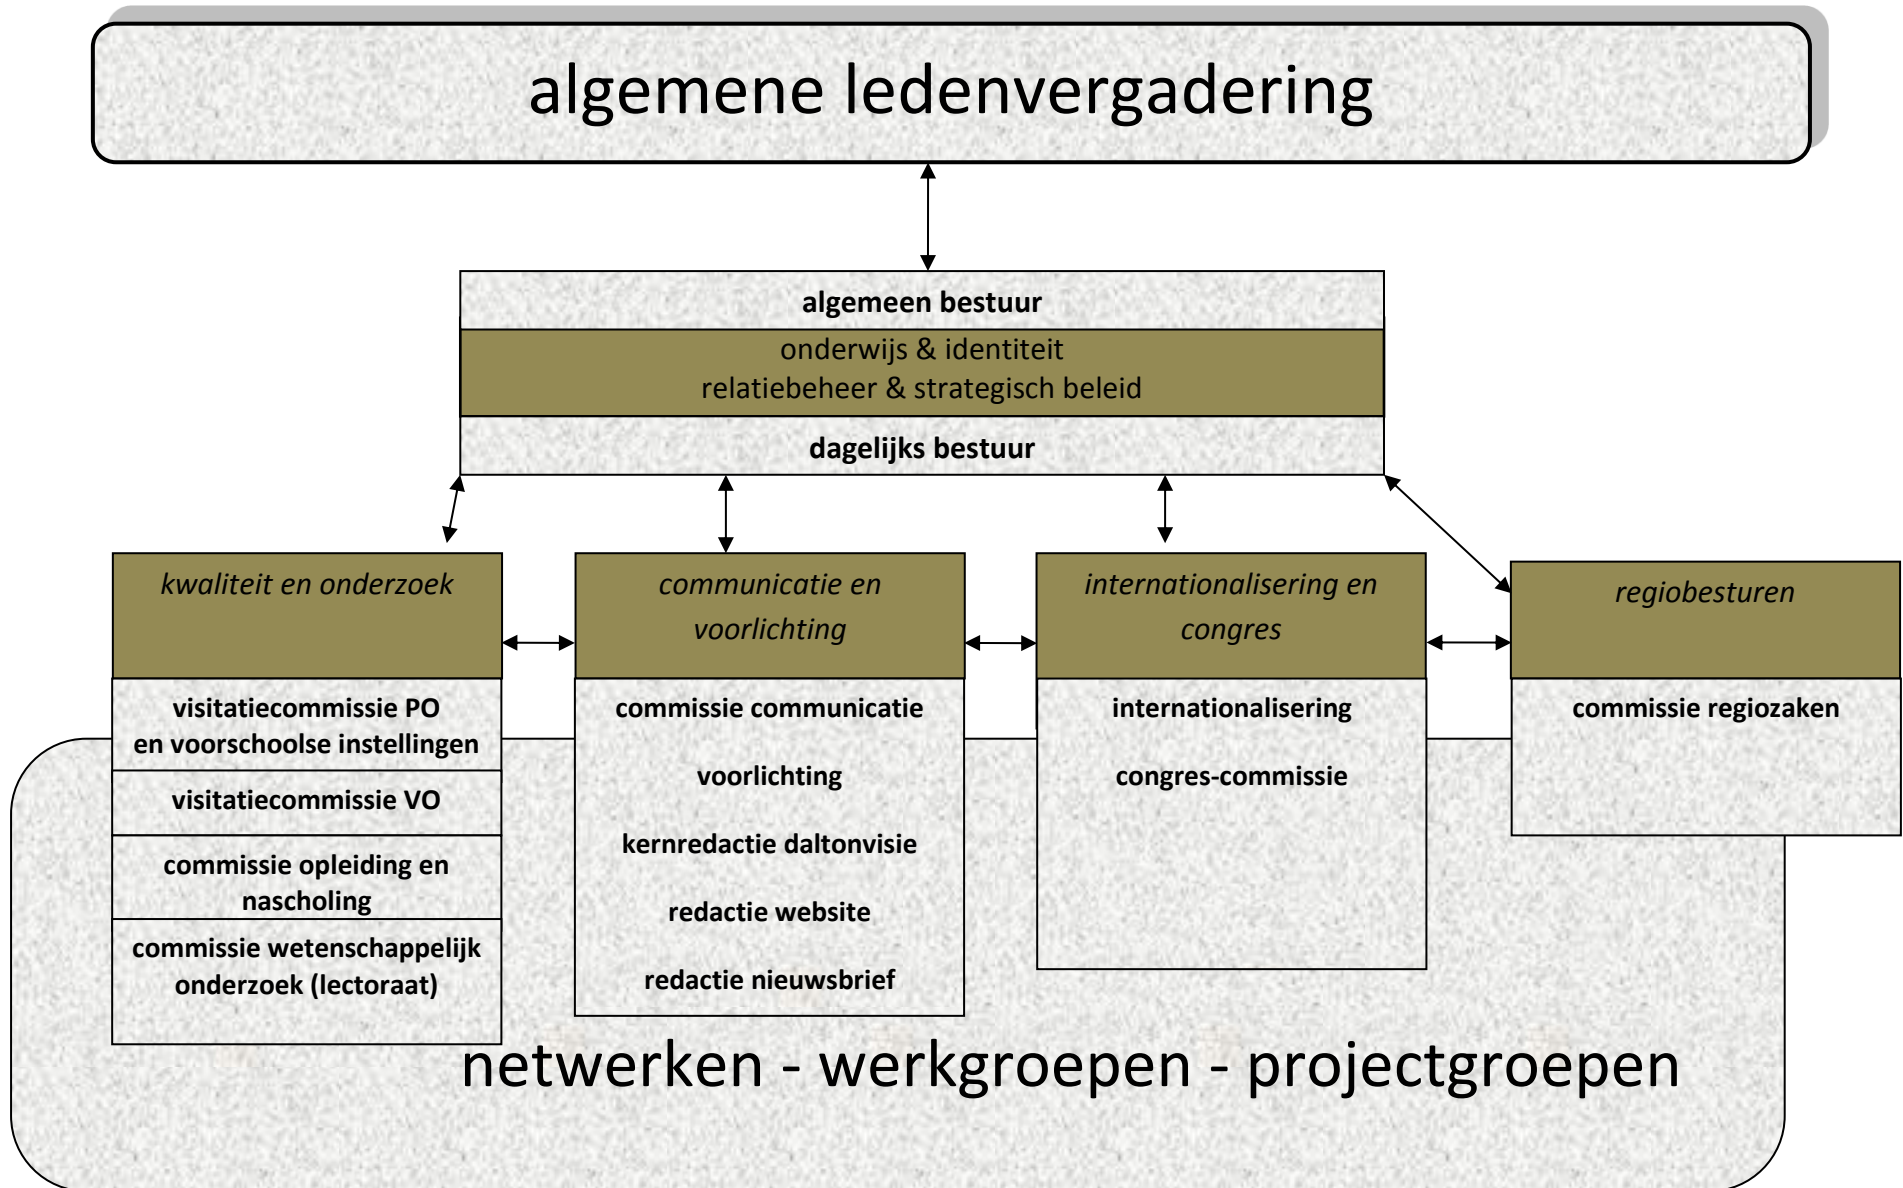 algemene ledenvergadering
algemeen bestuur
onderwijs & identiteit
relatiebeheer & strategisch beleid
dagelijks bestuur
kwaliteit en onderzoek
visitatiecommissie PO
en voorschoolse instellingen
visitatiecommissie VO
commissie opleiding en
nascholing
commissie wetenschappelijk
onderzoek (lectoraat)
communicatie en
voorlichting
commissie communicatie
voorlichting
kernredactie daltonvisie
redactie website
redactie nieuwsbrief
internationalisering en
congres
internationalisering
congres-commissie
regiobesturen
commissie regiozaken
netwerken - werkgroepen - projectgroepen